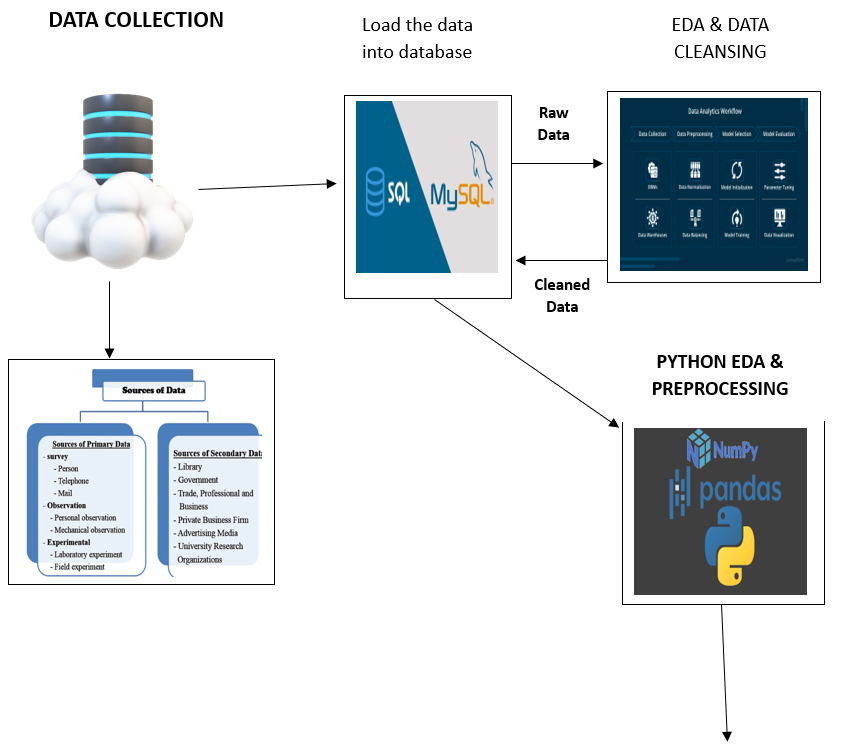 DATA COLLECTION
Load the data
into database
EDA & DATA
CLEANSING
SQL
MySQL
Raw
Data
Data Analytics Workflow
Data Collection
Data Preprocessing
Model Selection
Model Evaluation
Data Normalization
Model Initialization
Parameter Tuning
Data Warehouses
Data Balancing
Model Training
Data Visualization
Cleaned
Data
Sources of Data
Sources of Primary Data
- survey
- Person
- Telephone
- Mail
- Observation
- Personal observation
- Mechanical observation
- Experimental
- Laboratory experiment
- Field experiment
Sources of Secondary Data
- Library
- Government
- Trade, Professional and
Business
- Private Business Firm
- Advertising Media
- University Research
Organizations
PYTHON EDA &
PREPROCESSING
NumPy
pandas